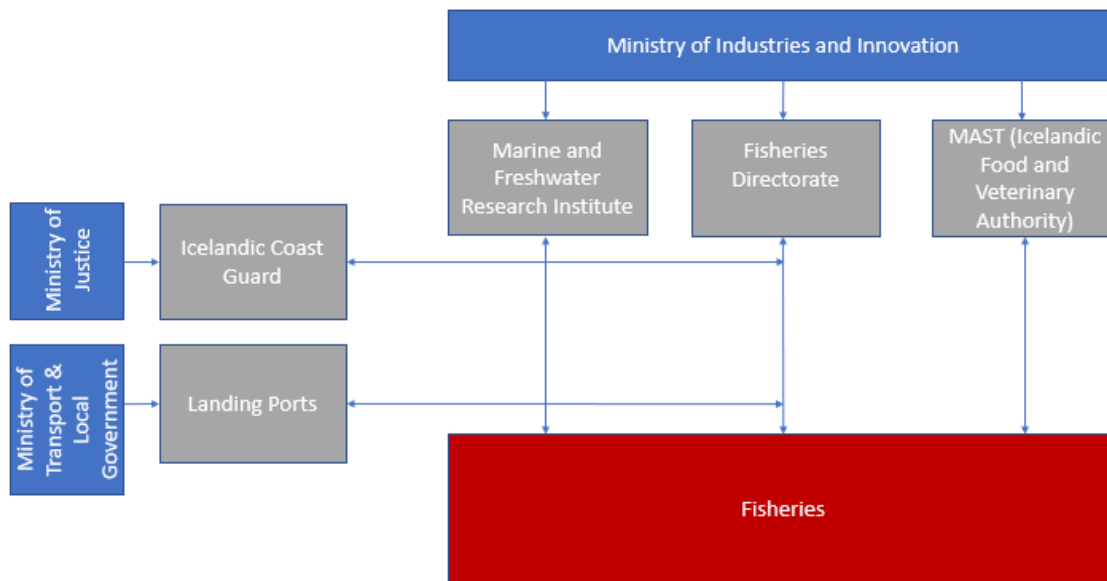 Ministry of Industries and Innovation
Marine and
Freshwater
Research Institute
Fisheries
Directorate
MAST (Icelandic
Food and
Veterinary
Authority)
Ministry of
Justice
Icelandic Coast
Guard
Ministry of
Transport &
Local
Government
Landing Ports
Fisheries